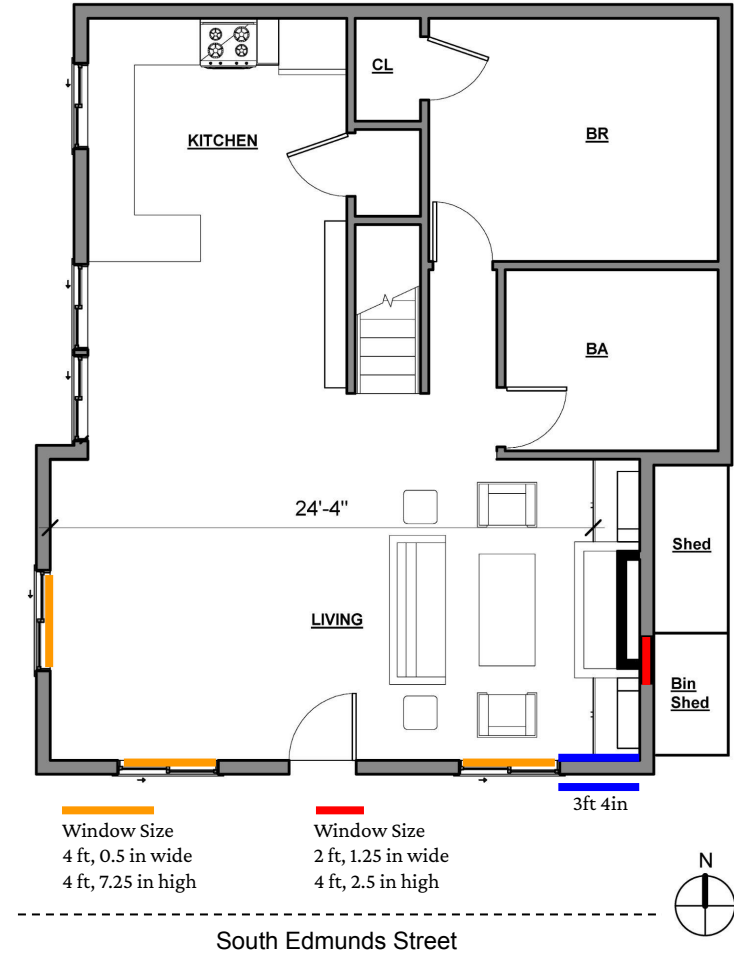 CL
KITCHEN
BR
BA
24'-4"
Shed
LIVING
Bin
Shed
3ft 4in
Window Size
4 ft, 0.5 in wide
4 ft, 7.25 in high
Window Size
2 ft, 1.25 in wide
4 ft, 2.5 in high
N
South Edmunds Street